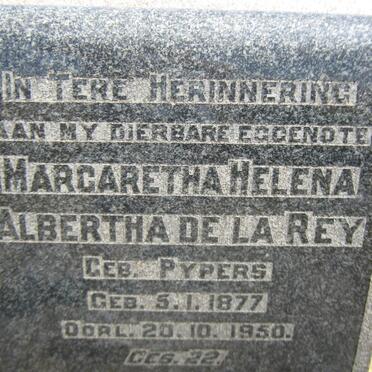 IN TERE HERINNERING
AAN MY DIERBARE EGGENOTE
MARGARETHA HELENA
ALBERTHA DE LA REY
GEB. PYPERS
GEB. 5.1.1877
OORL. 20.10.1950.
GES. 22.